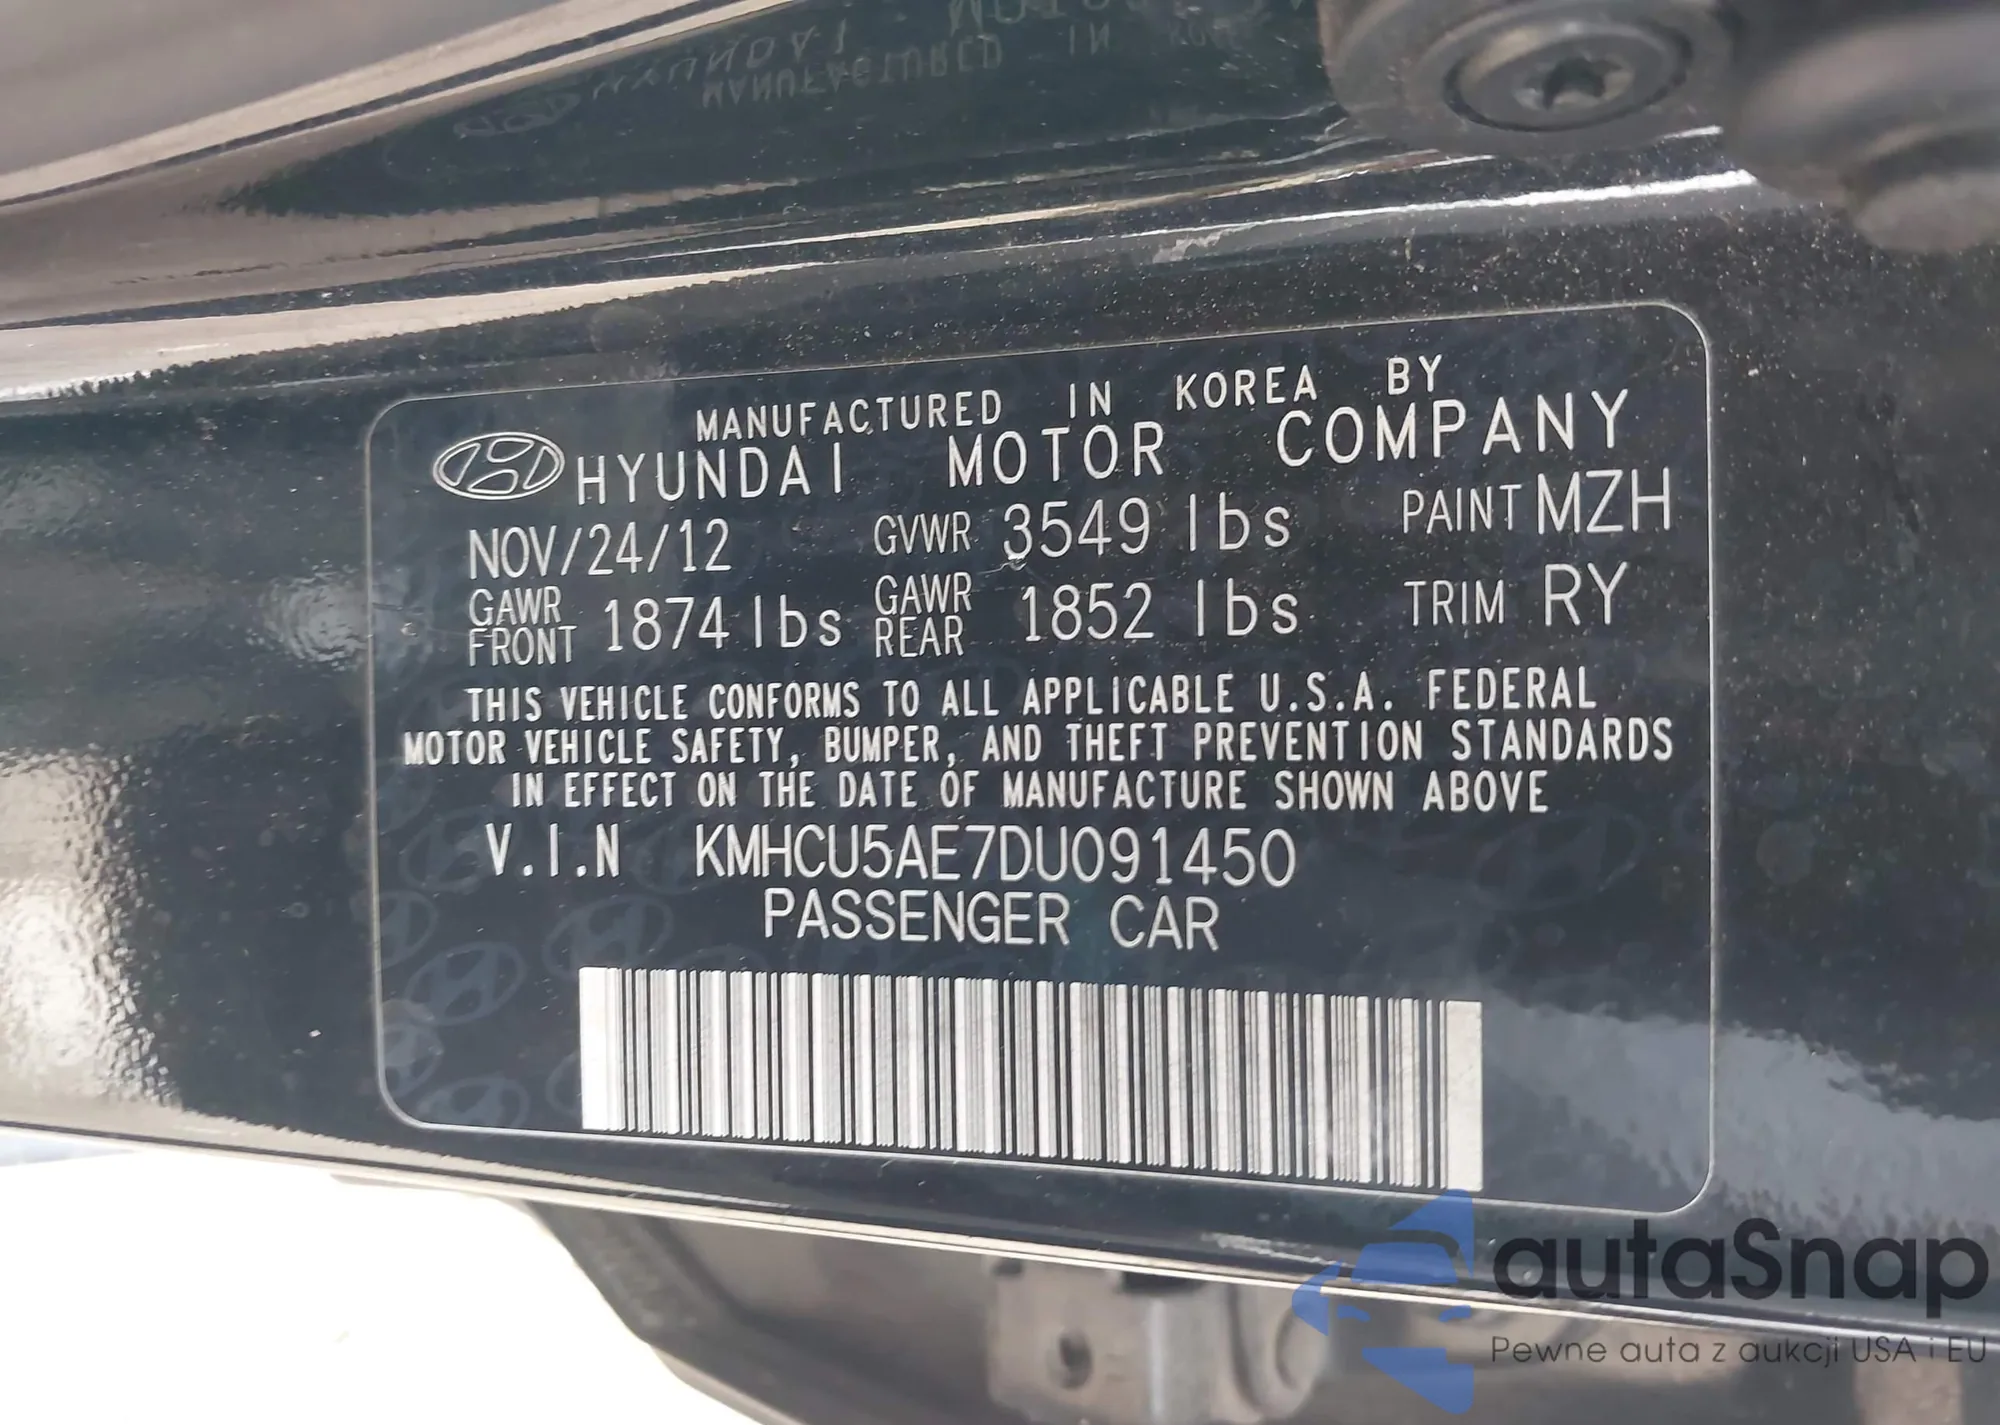 MANUFACTURED IN KOREA BY
HYUNDAI MOTOR COMPANY
NOV/24/12 GVWR 3549 lbs PAINT MZH
GAWR FRONT 1874 lbs GAWR REAR 1852 lbs TRIM RY
THIS VEHICLE CONFORMS TO ALL APPLICABLE U.S.A. FEDERAL
MOTOR VEHICLE SAFETY, BUMPER, AND THEFT PREVENTION STANDARDS
IN EFFECT ON THE DATE OF MANUFACTURE SHOWN ABOVE
V.I.N KMHCU5AE7DU091450
PASSENGER CAR
autaSnap
Pewne auta z aukcji USA i EU